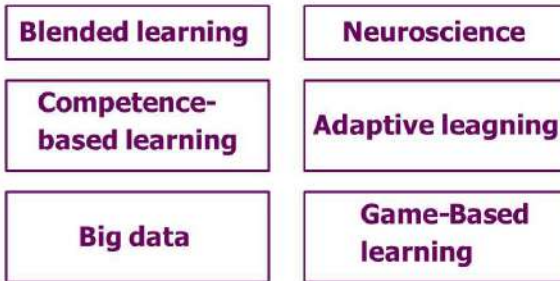 Blended learning
Neuroscience
Competence-
based learning
Adaptive leagning
Big data
Game-Based
learning